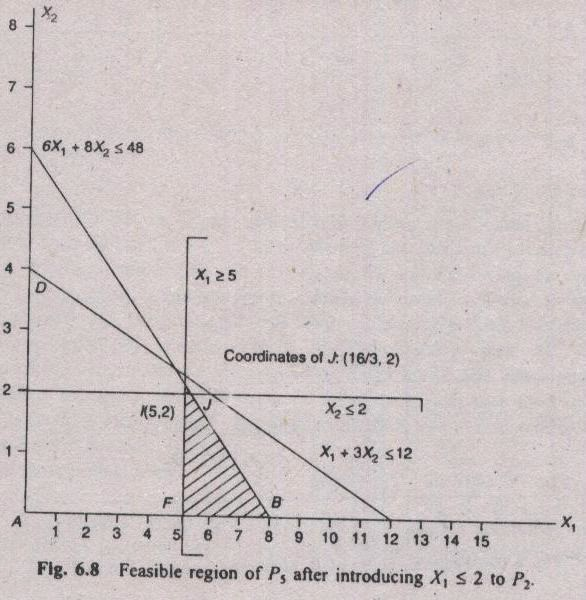 X₂
8
7
6
6X₁ + 8X₂ ≤ 48
5
X₁ ≥ 5
4
D
3
Coordinates of J: (16/3, 2)
2
I(5,2)
J
X₂ ≤ 2
1
X₁ + 3X₂ ≤ 12
F
B
A
X₁
1 2 3 4 5 6 7 8 9 10 11 12 13 14 15
Fig. 6.8 Feasible region of P₅ after introducing X₁ ≤ 2 to P₂.